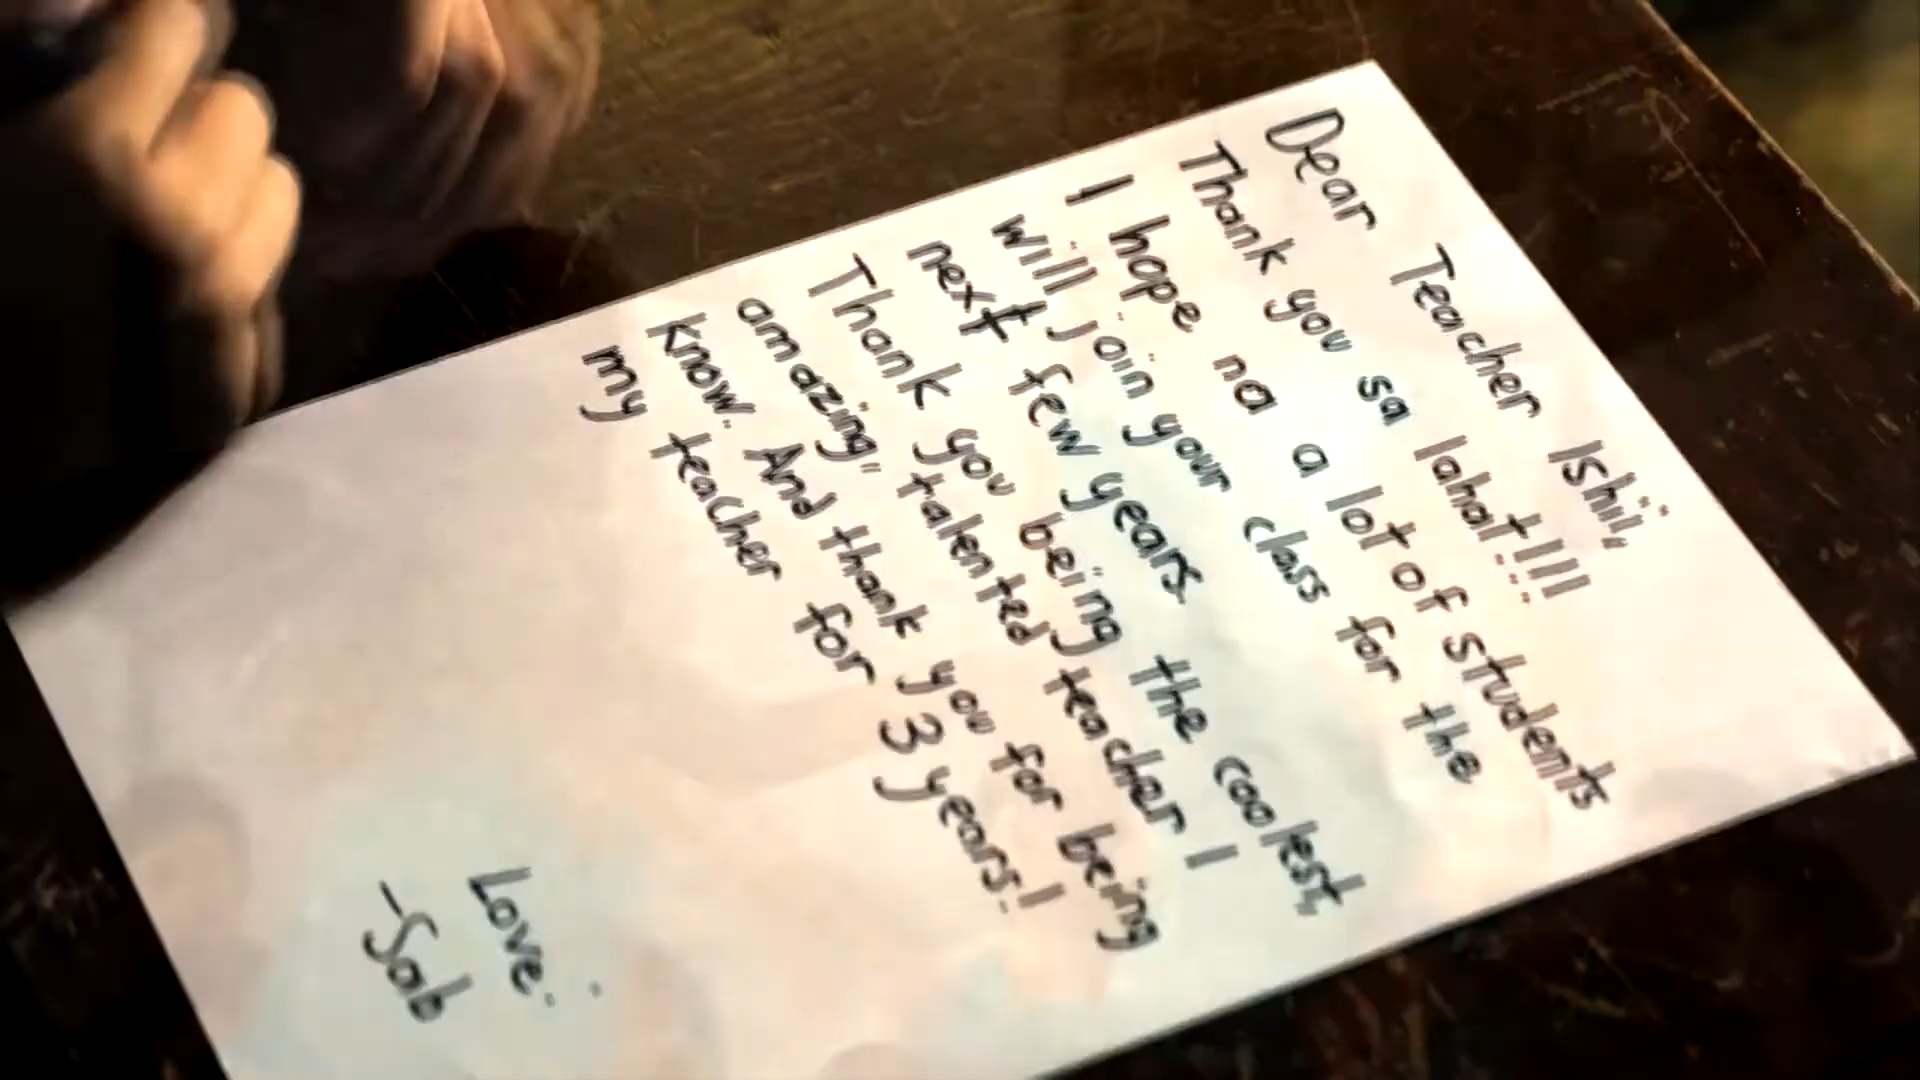 Dear Teacher Ishii,
Thank you sa lahat!!!!
I hope na a lot of students
will join your class for the
next few years.
Thank you being the coolest,
amazing, talented teacher I
know. And thank you for being
my teacher for 3 years!
Love,
-Sab